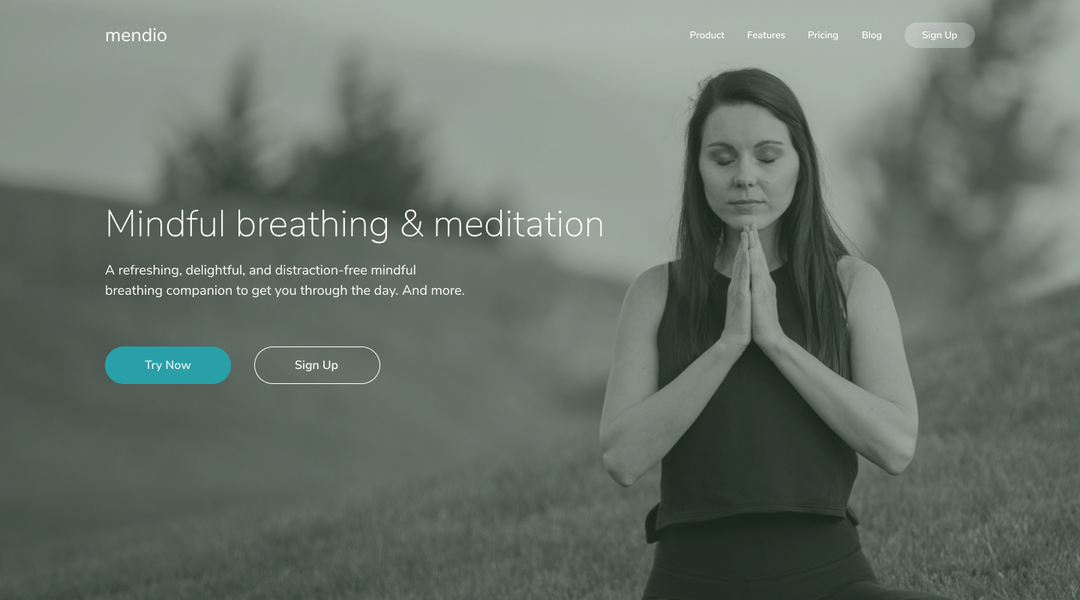 mendio
Product
Features
Pricing
Blog
Sign Up
Mindful breathing & meditation
A refreshing, delightful, and distraction-free mindful
breathing companion to get you through the day. And more.
Try Now
Sign Up